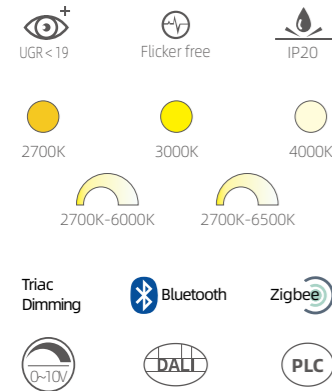 UGR<19
Flicker free
IP20
2700K
3000K
4000K
2700K-6000K
2700K-6500K
Triac
Dimming
Bluetooth
Zigbee
0~10V
DALI
PLC